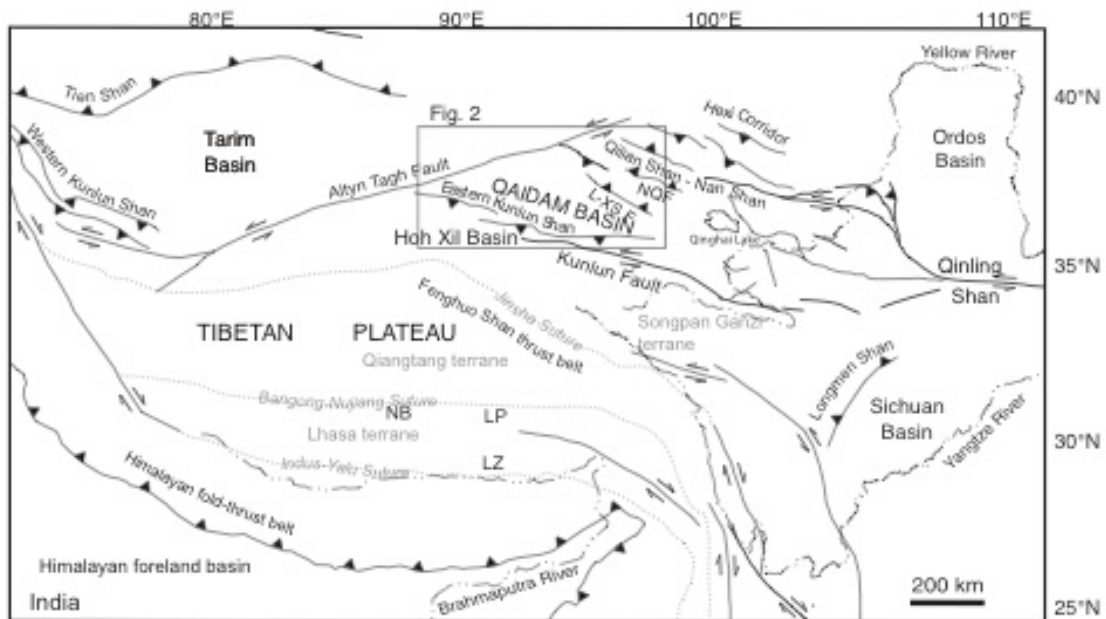 80°E
90°E
100°E
110°E
Yellow River
Tian Shan
40°N
Fig. 2
Hexi Corridor
Tarim
Basin
Ordos
Basin
Western Kunlun Shan
Altyn Tagh Fault
Qilian Shan - Nan Shan
NQF
L-XS F.
QAIDAM BASIN
Eastern Kunlun Shan
Hoh Xil Basin
Qinghai Lake
Kunlun Fault
Qinling
Shan
35°N
Jinsha Suture
Fenghuo Shan thrust belt
Songpan Ganzi
terrane
TIBETAN PLATEAU
Qiangtang terrane
Longmen Shan
Bangong-Nujiang Suture
NB
LP
Sichuan
Basin
Lhasa terrane
Yangtze River
30°N
Indus-Yalu Suture
LZ
Himalayan fold-thrust belt
Himalayan foreland basin
Brahmaputra River
200 km
India
25°N